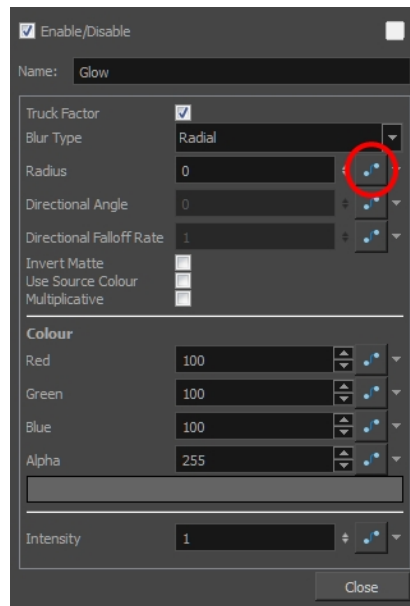 Enable/Disable
Name: Glow
Truck Factor
Blur Type Radial
Radius 0
Directional Angle 0
Directional Falloff Rate 1
Invert Matte
Use Source Colour
Multiplicative
Colour
Red 100
Green 100
Blue 100
Alpha 255
Intensity 1
Close